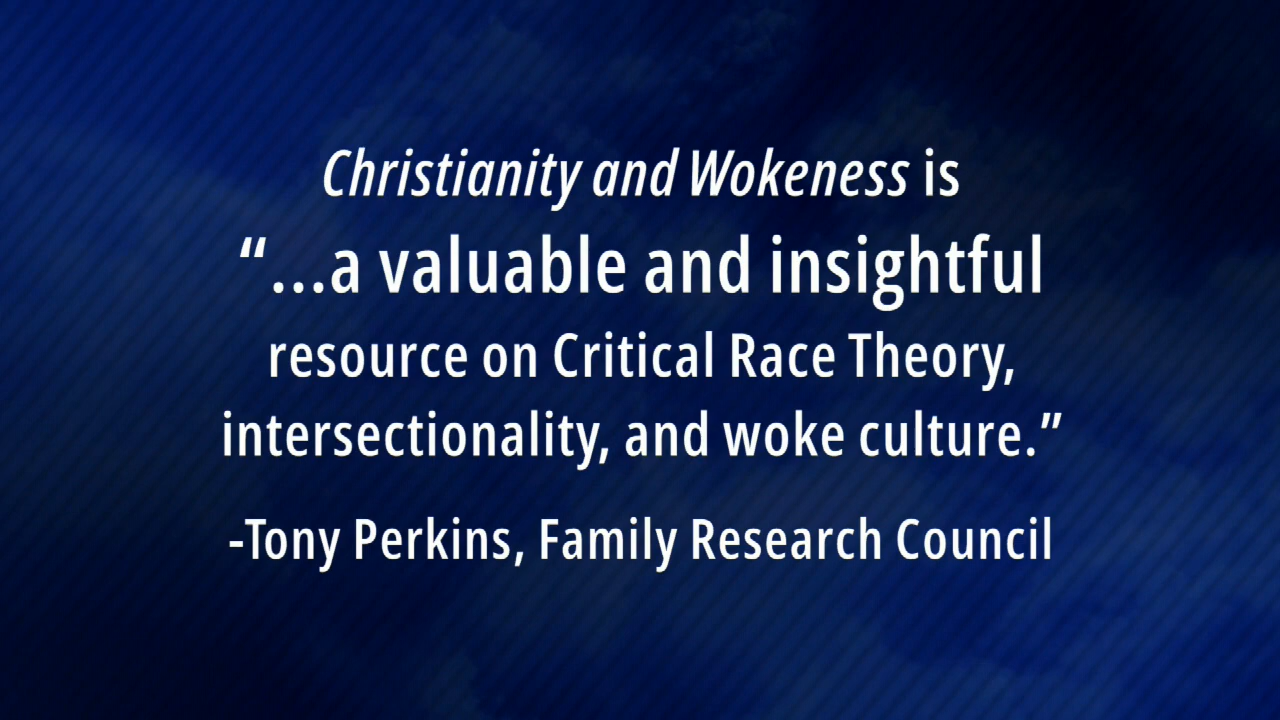 Christianity and Wokeness is
“...a valuable and insightful
resource on Critical Race Theory,
intersectionality, and woke culture.”
-Tony Perkins, Family Research Council